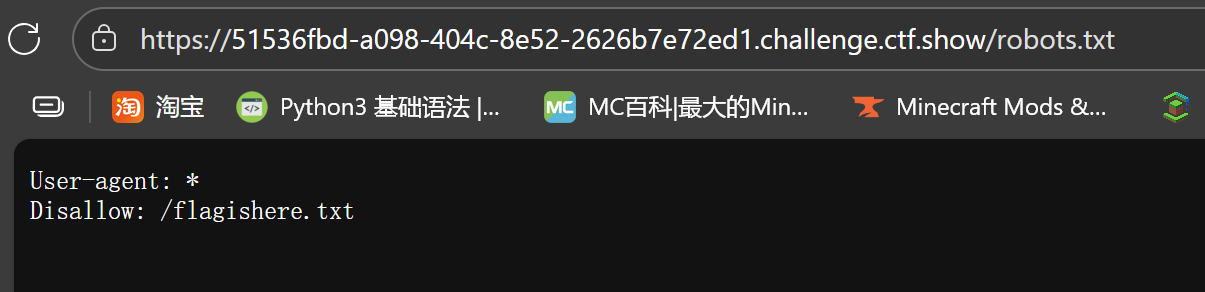 https://51536fbd-a098-404c-8e52-2626b7e72ed1.challenge.ctf.show/robots.txt
淘 淘宝 Python3 基础语法 |... MC MC百科|最大的Min... Minecraft Mods &...
User-agent: *
Disallow: /flagishere.txt